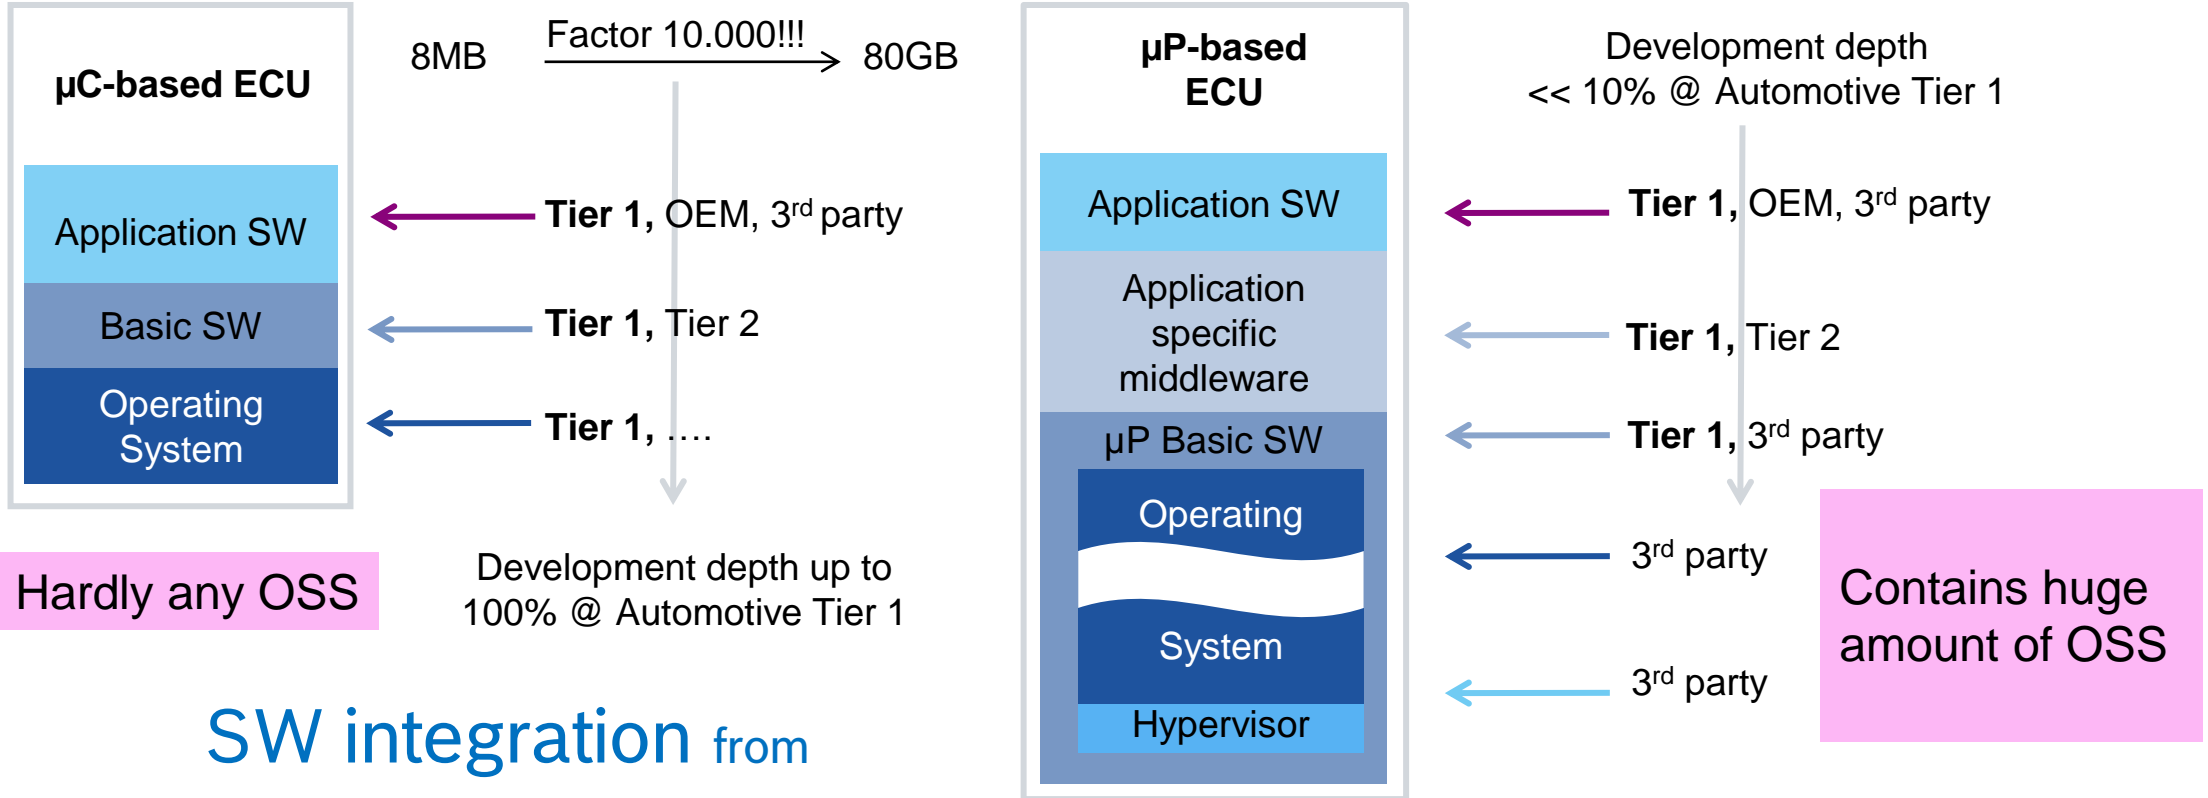 µC-based ECU
8MB
Factor 10.000!!!
80GB
Application SW
Basic SW
Operating
System
Tier 1, OEM, 3rd party
Tier 1, Tier 2
Tier 1, ….
Hardly any OSS
Development depth up to
100% @ Automotive Tier 1
SW integration from
µP-based
ECU
Application SW
Application
specific
middleware
µP Basic SW
Operating
System
Hypervisor
Development depth
<< 10% @ Automotive Tier 1
Tier 1, OEM, 3rd party
Tier 1, Tier 2
Tier 1, 3rd party
3rd party
3rd party
Contains huge
amount of OSS